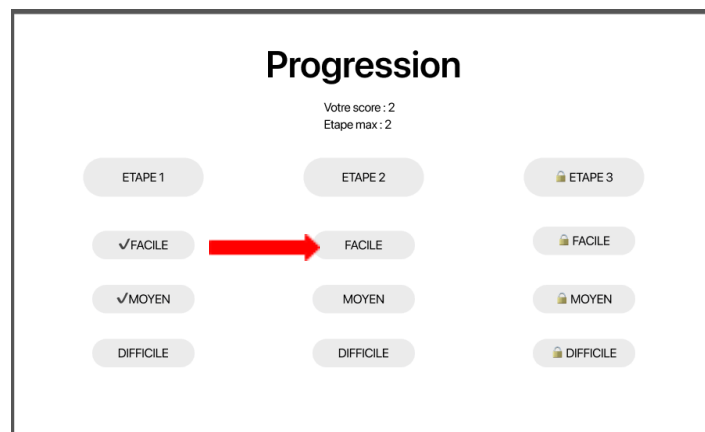 Progression
Votre score : 2
Etape max : 2
ETAPE 1
ETAPE 2
🔒 ETAPE 3
✓FACILE
FACILE
🔒 FACILE
✓MOYEN
MOYEN
🔒 MOYEN
DIFFICILE
DIFFICILE
🔒 DIFFICILE